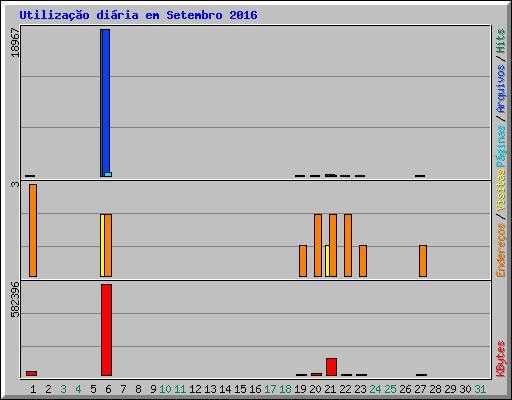 Utilização diária em Setembro 2016
18967
3
582396
Endereços / Visitas Páginas / Arquivos / Hits
KBytes
1 2 3 4 5 6 7 8 9 10 11 12 13 14 15 16 17 18 19 20 21 22 23 24 25 26 27 28 29 30 31